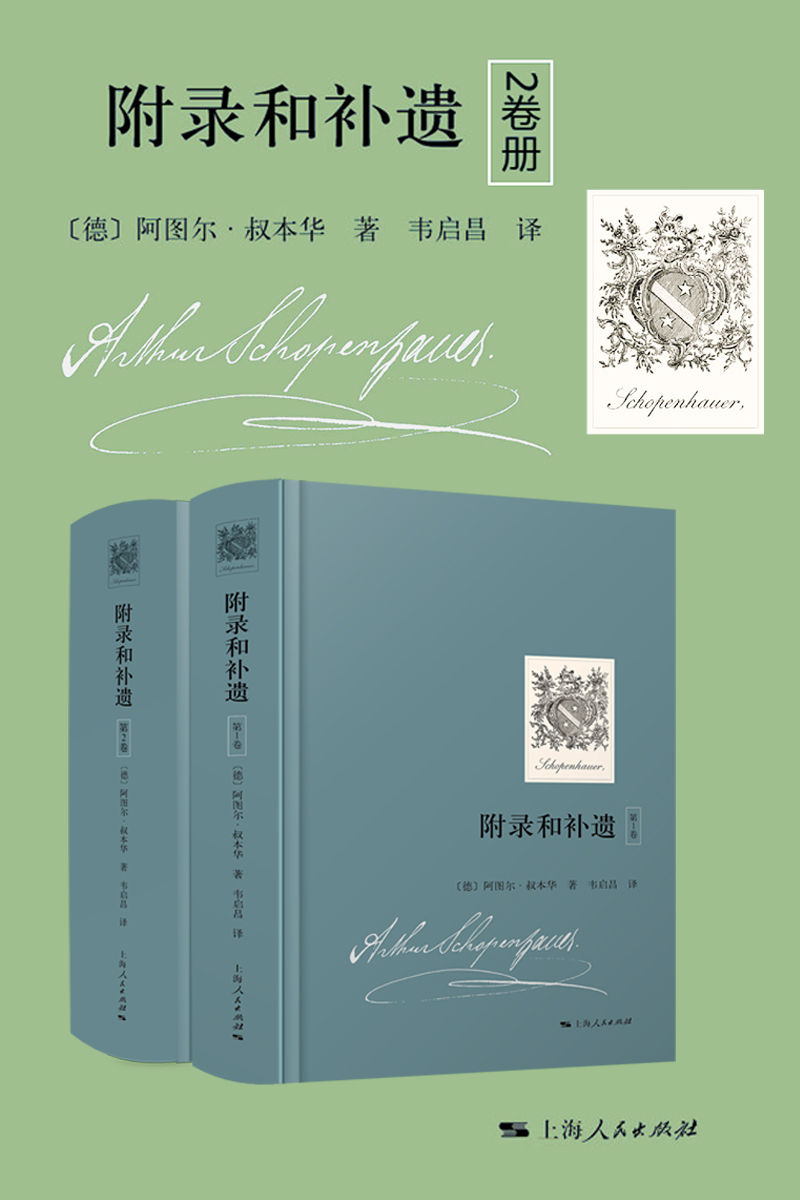 附录和补遗
2卷册
〔德〕阿图尔·叔本华 著 韦启昌 译
Arthur Schopenhauer.
Schopenhauer,
Schopenhauer,
附录和补遗
第2卷
〔德〕阿图尔·叔本华 著 韦启昌 译
上海人民出版社
Schopenhauer,
附录和补遗
第1卷
〔德〕阿图尔·叔本华 著 韦启昌 译
上海人民出版社
Schopenhauer,
附录和补遗 第1卷
〔德〕阿图尔·叔本华 著 韦启昌 译
Arthur Schopenhauer.
上海人民出版社
上海人民出版社